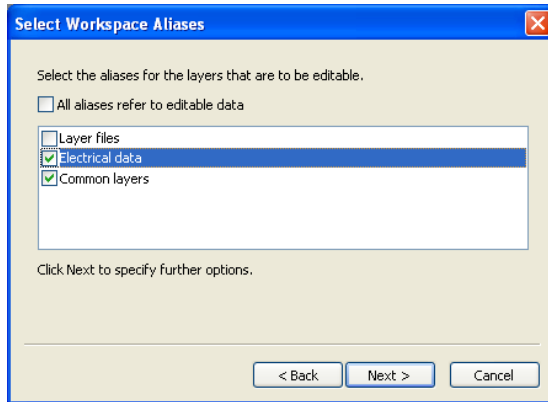 Select Workspace Aliases
Select the aliases for the layers that are to be editable.
All aliases refer to editable data
Layer files
Electrical data
Common layers
Click Next to specify further options.
< Back
Next >
Cancel